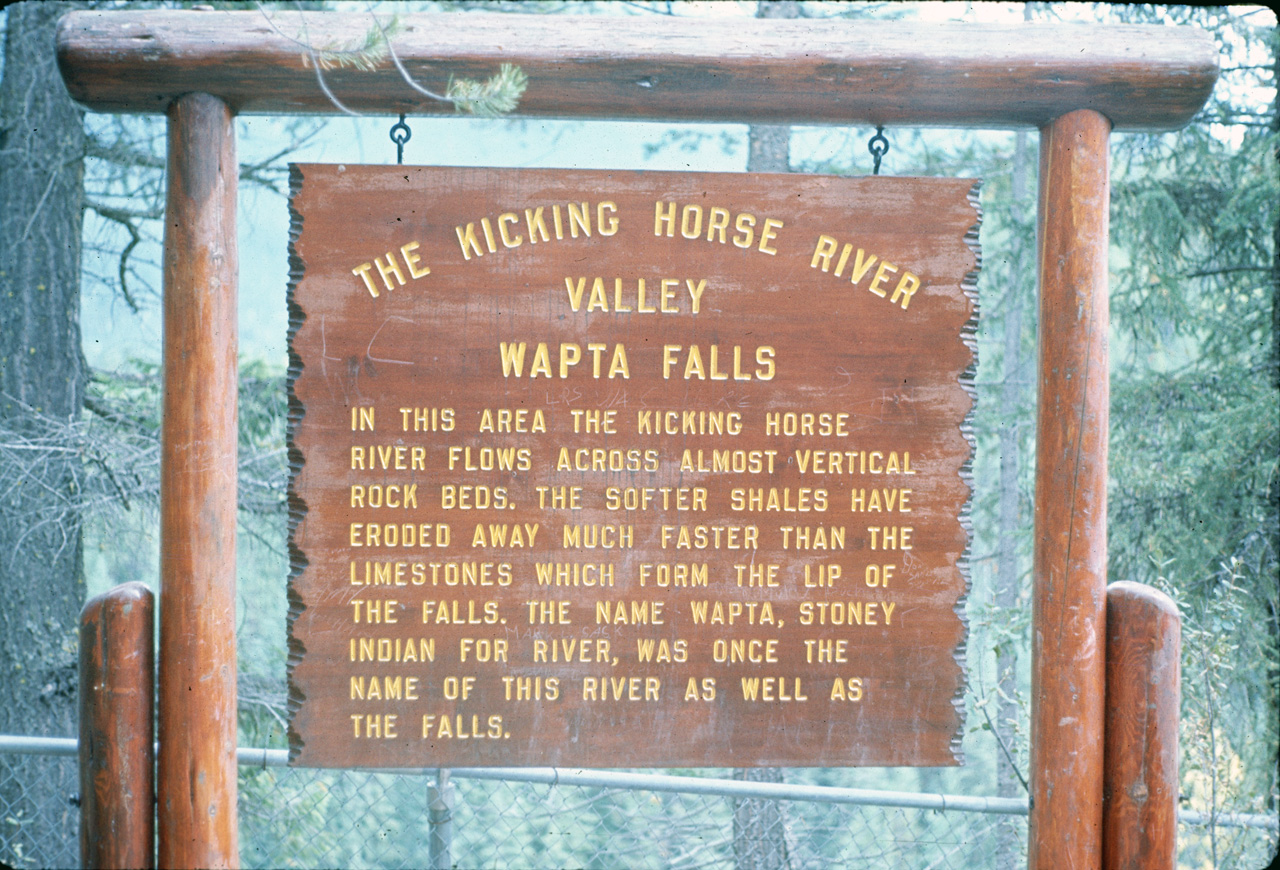 THE KICKING HORSE RIVER
VALLEY
WAPTA FALLS
IN THIS AREA THE KICKING HORSE
RIVER FLOWS ACROSS ALMOST VERTICAL
ROCK BEDS. THE SOFTER SHALES HAVE
ERODED AWAY MUCH FASTER THAN THE
LIMESTONES WHICH FORM THE LIP OF
THE FALLS. THE NAME WAPTA, STONEY
INDIAN FOR RIVER, WAS ONCE THE
NAME OF THIS RIVER AS WELL AS
THE FALLS.